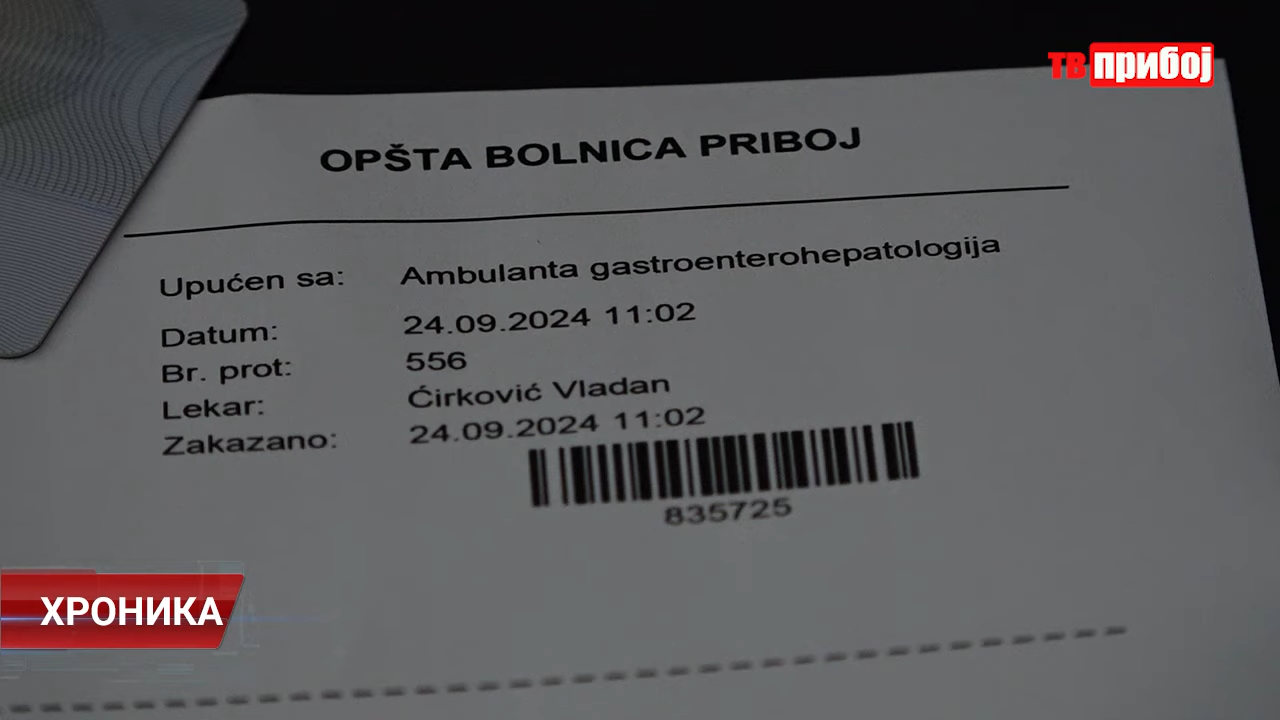 ТВ прибој
OPŠTA BOLNICA PRIBOJ
Upućen sa: Ambulanta gastroenterohepatologija
Datum: 24.09.2024 11:02
Br. prot: 556
Lekar: Ćirković Vladan
Zakazano: 24.09.2024 11:02
835725
ХРОНИКА